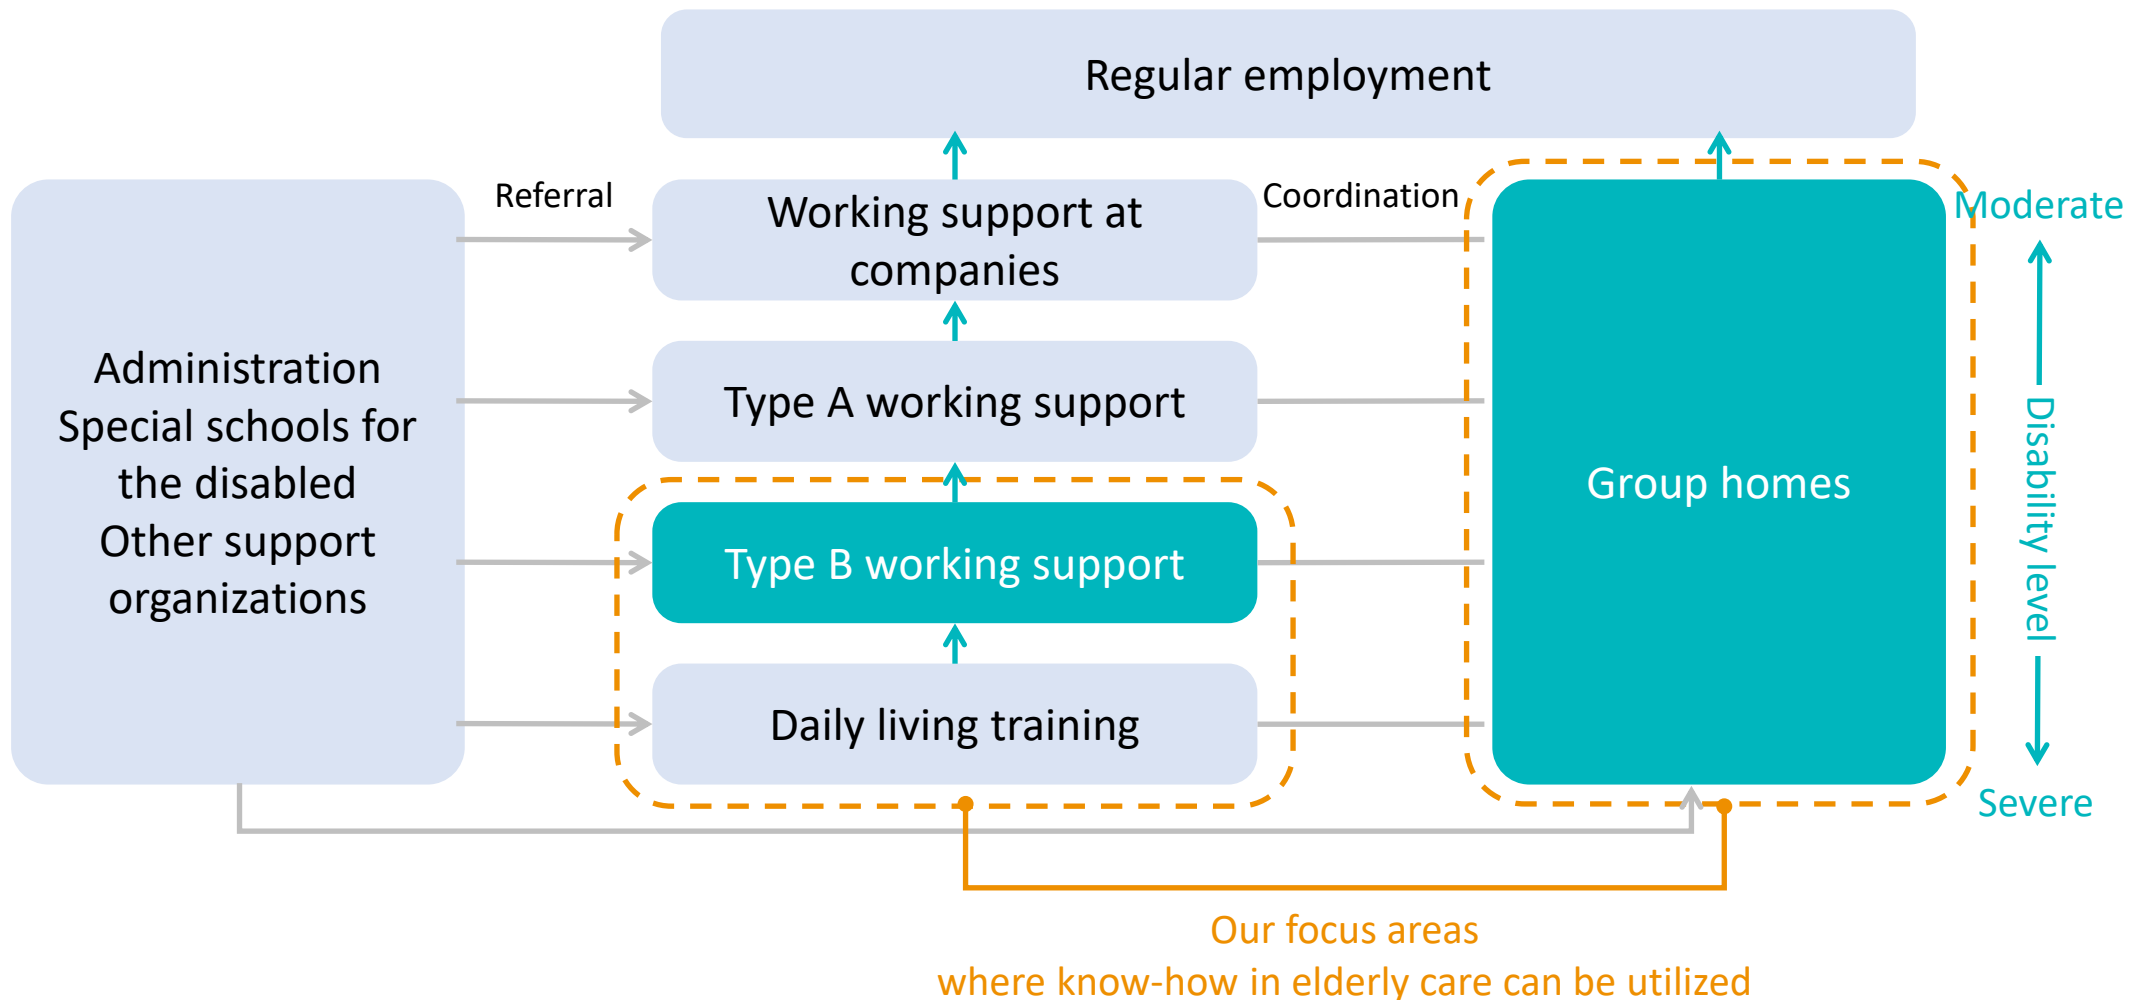 Regular employment
Referral
Working support at
companies
Coordination
Moderate
Administration
Special schools for
the disabled
Other support
organizations
Type A working support
Type B working support
Group homes
Disability level
Daily living training
Severe
Our focus areas
where know-how in elderly care can be utilized